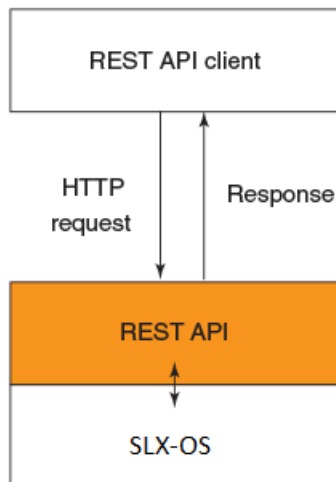 REST API client
HTTP
request
Response
REST API
SLX-OS